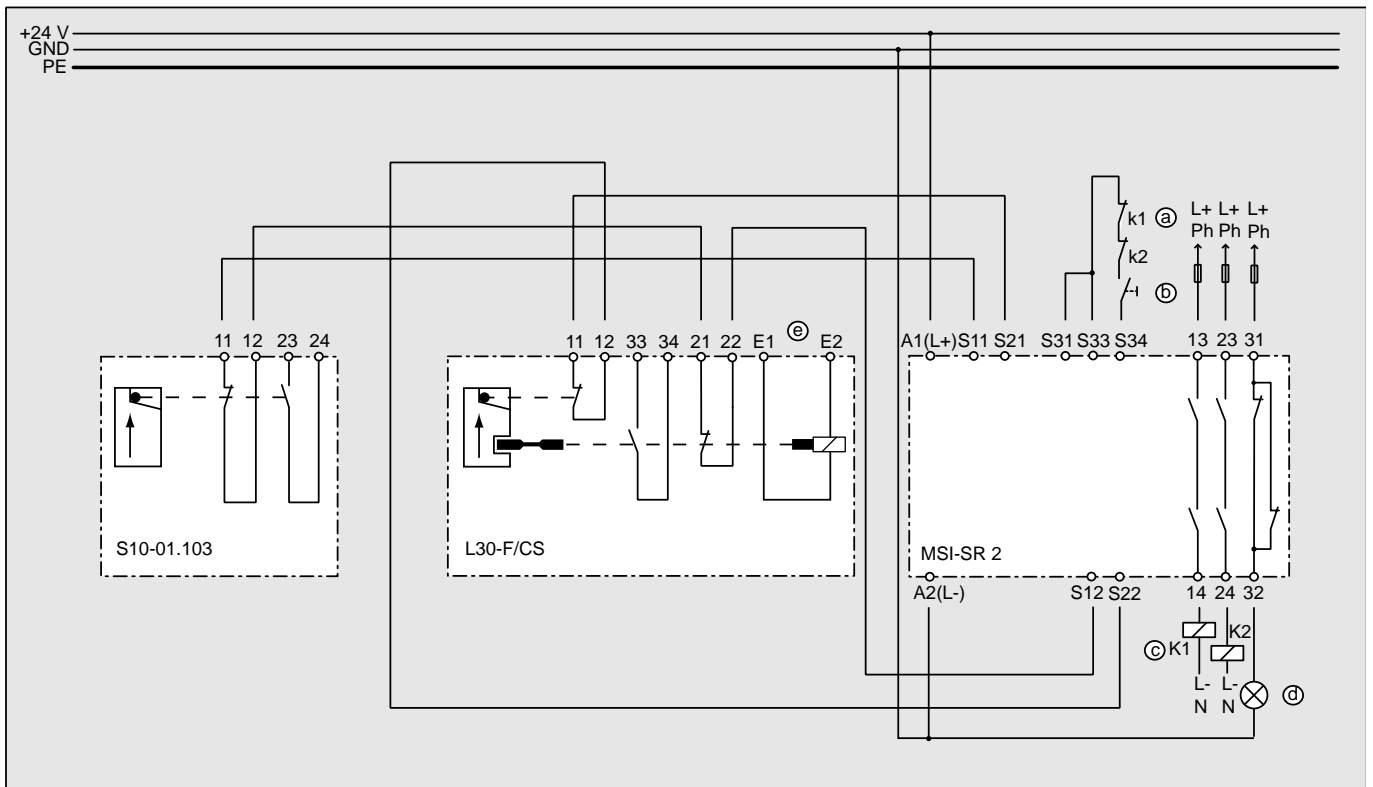 +24 V
GND
PE
k1 ⓐ
k2
ⓑ
L+ L+ L+
Ph Ph Ph
11 12 23 24
11 12 33 34 21 22 E1 ⓔ E2
A1(L+) S11 S21 S31 S33 S34 13 23 31
S10-01.103
L30-F/CS
MSI-SR 2
A2(L-) S12 S22 14 24 32
ⓒ K1 K2
L- L-
N N
ⓓ